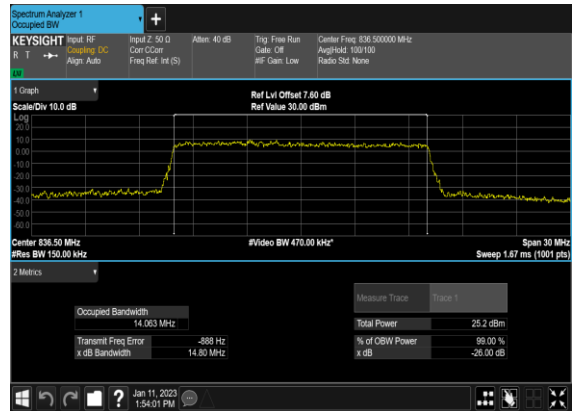 Spectrum Analyzer 1
Occupied BW
+
KEYSIGHT Input: RF Input Z: 50 Ω Atten: 40 dB Trig: Free Run Center Freq: 836.500000 MHz
R T Coupling: DC Corr CCorr Gate: Off Avg|Hold: 100/100
Align: Auto Freq Ref: Int (S) #IF Gain: Low Radio Std: None
LW
1 Graph
Ref Lvl Offset 7.60 dB
Scale/Div 10.0 dB Ref Value 30.00 dBm
Log
20.0
10.0
0.00
-10.0
-20.0
-30.0
-40.0
-50.0
-60.0
Center 836.50 MHz #Video BW 470.00 kHz* Span 30 MHz
#Res BW 150.00 kHz Sweep 1.67 ms (1001 pts)
2 Metrics
Measure Trace Trace 1
Occupied Bandwidth
14.063 MHz Total Power 25.2 dBm
Transmit Freq Error -888 Hz % of OBW Power 99.00 %
x dB Bandwidth 14.80 MHz x dB -26.00 dB
? Jan 11, 2023
1:54:01 PM